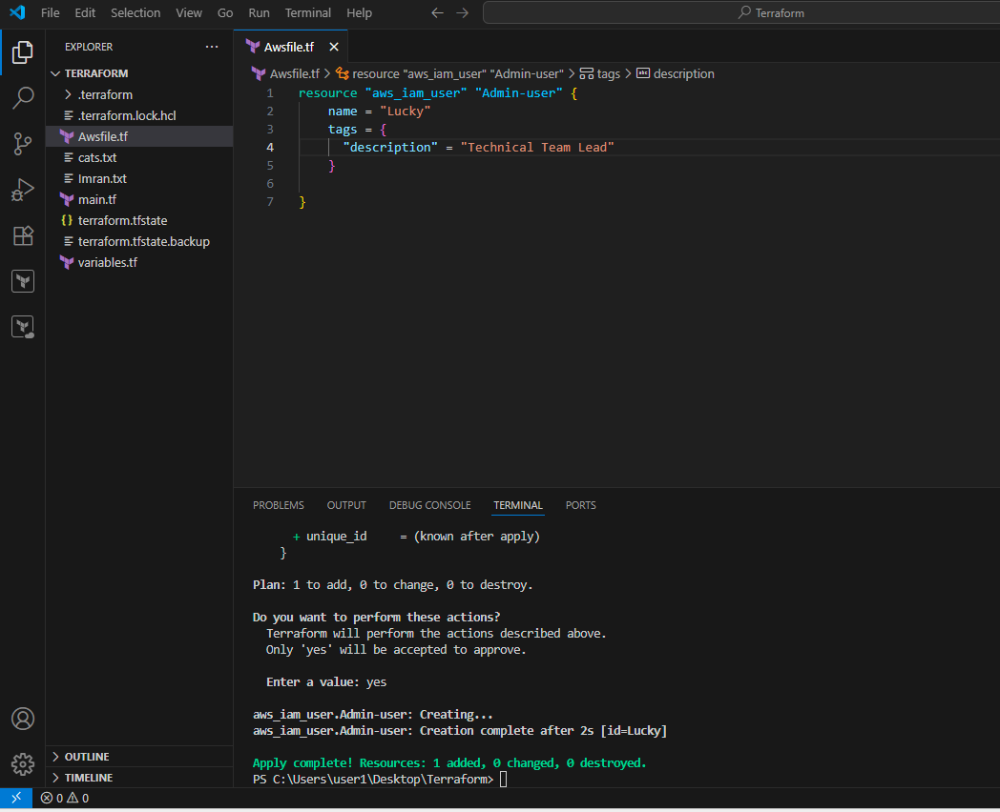 File Edit Selection View Go Run Terminal Help
Terraform
EXPLORER
TERRAFORM
.terraform
.terraform.lock.hcl
Awsfile.tf
cats.txt
Imran.txt
main.tf
{} terraform.tfstate
terraform.tfstate.backup
variables.tf
OUTLINE
TIMELINE
Awsfile.tf
Awsfile.tf > resource "aws_iam_user" "Admin-user" > tags > description
1 resource "aws_iam_user" "Admin-user" {
2 name = "Lucky"
3 tags = {
4 "description" = "Technical Team Lead"
5 }
6
7 }
PROBLEMS OUTPUT DEBUG CONSOLE TERMINAL PORTS
+ unique_id = (known after apply)
}
Plan: 1 to add, 0 to change, 0 to destroy.
Do you want to perform these actions?
Terraform will perform the actions described above.
Only 'yes' will be accepted to approve.
Enter a value: yes
aws_iam_user.Admin-user: Creating...
aws_iam_user.Admin-user: Creation complete after 2s [id=Lucky]
Apply complete! Resources: 1 added, 0 changed, 0 destroyed.
PS C:\Users\user1\Desktop\Terraform>
0 0